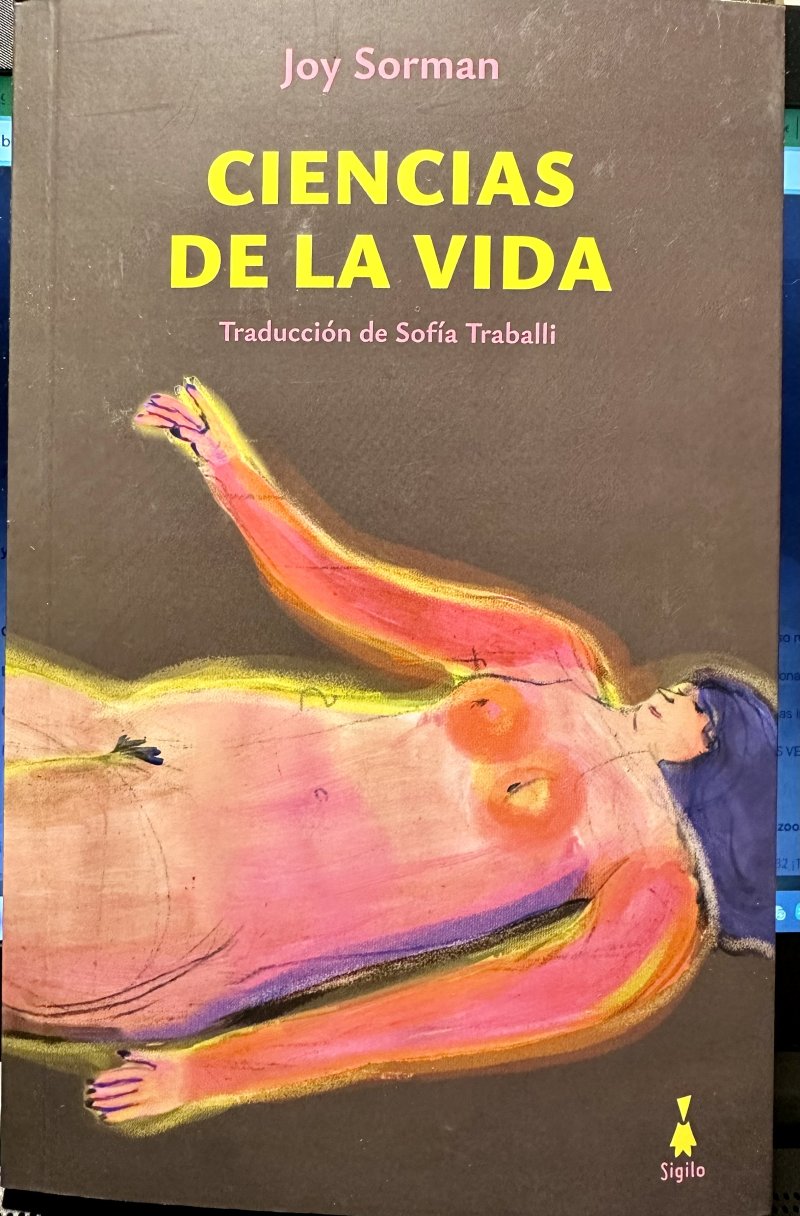 Joy Sorman
CIENCIAS
DE LA VIDA
Traducción de Sofía Traballi
Sigilo